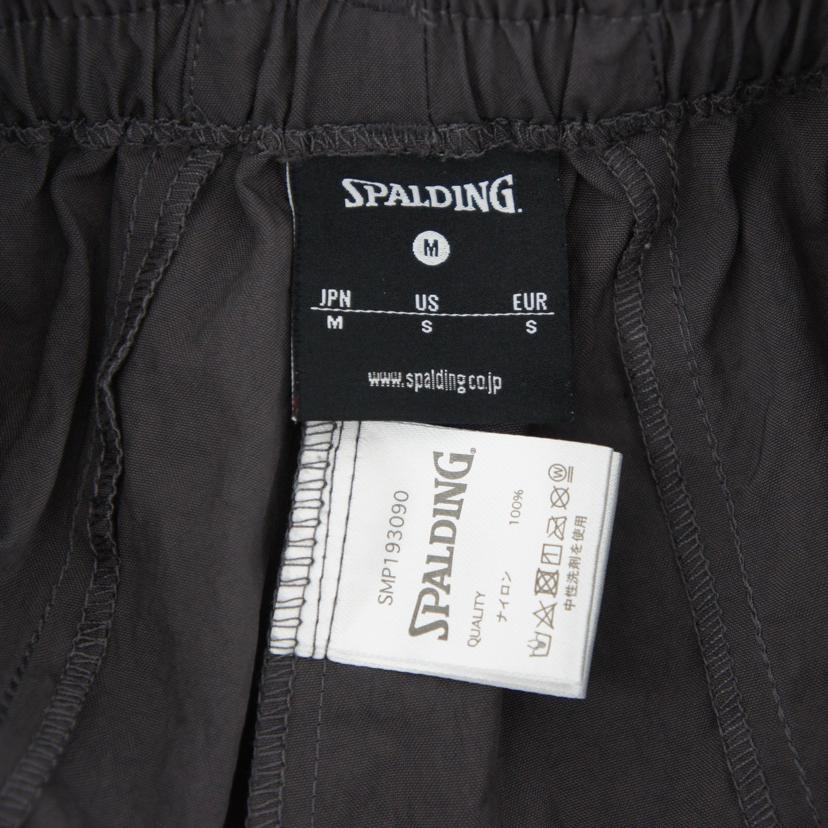 SPALDING.
M
JPN US EUR
M S S
www.spalding.co.jp
SMP193090
SPALDING®
QUALITY
ナイロン 100%
W
中性洗剤を使用